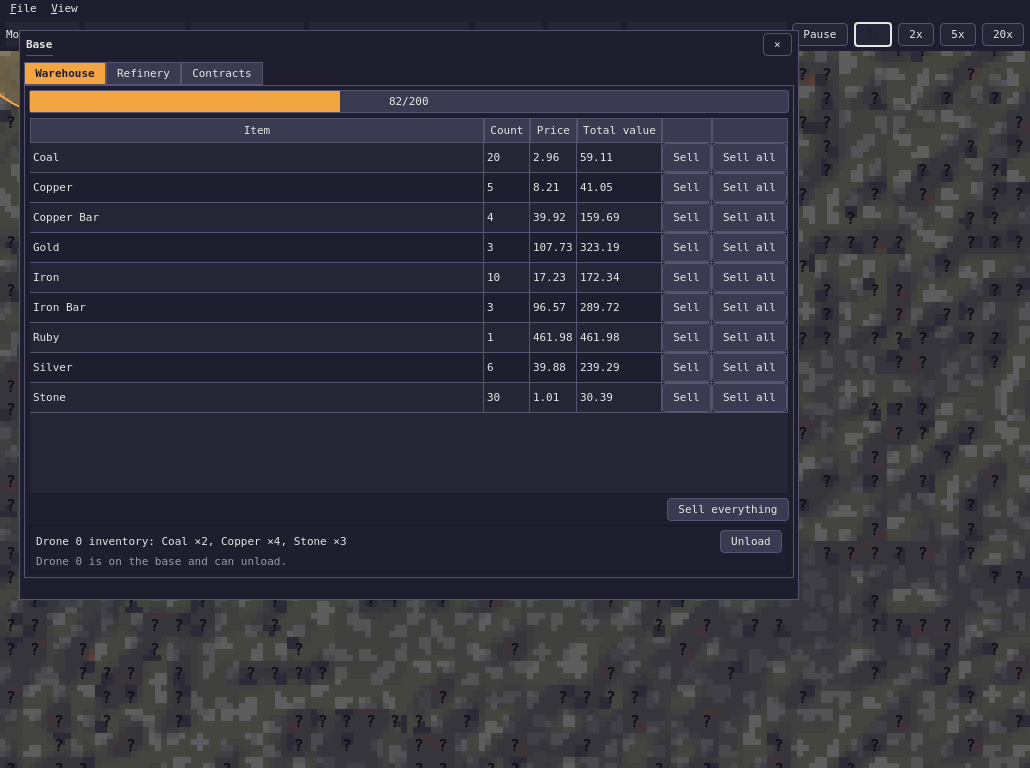 File View
Mo
Pause 2x 5x 20x
Base ×
Warehouse Refinery Contracts
82/200
Item Count Price Total value
Coal 20 2.96 59.11 Sell Sell all
Copper 5 8.21 41.05 Sell Sell all
Copper Bar 4 39.92 159.69 Sell Sell all
Gold 3 107.73 323.19 Sell Sell all
Iron 10 17.23 172.34 Sell Sell all
Iron Bar 3 96.57 289.72 Sell Sell all
Ruby 1 461.98 461.98 Sell Sell all
Silver 6 39.88 239.29 Sell Sell all
Stone 30 1.01 30.39 Sell Sell all
Sell everything
Drone 0 inventory: Coal ×2, Copper ×4, Stone ×3
Unload
Drone 0 is on the base and can unload.